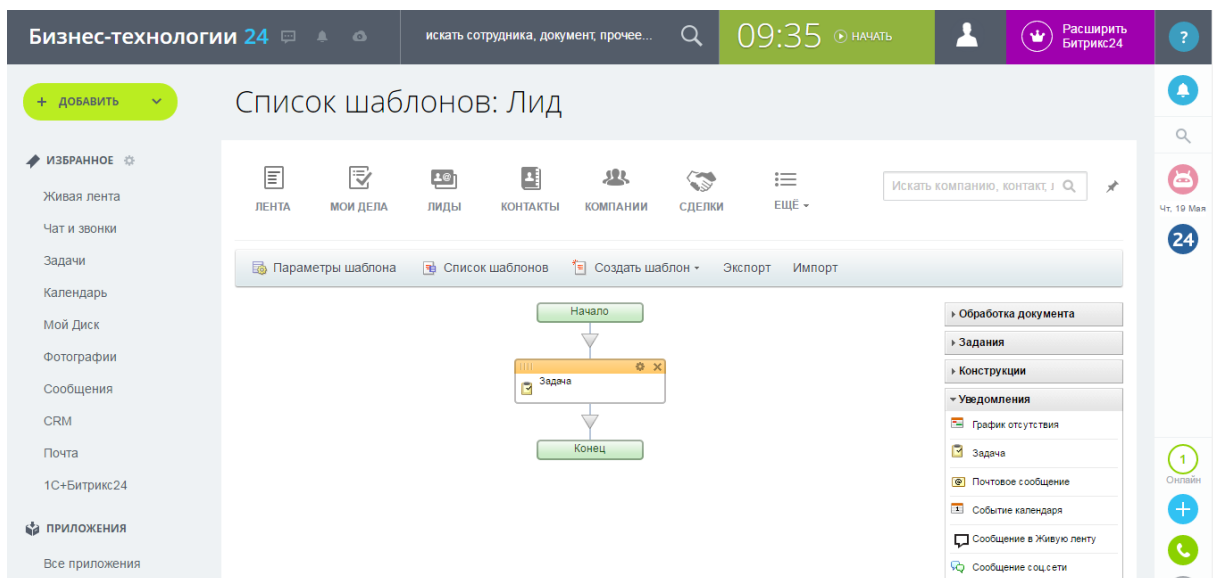 Бизнес-технологии 24
искать сотрудника, документ, прочее...
09:35 НАЧАТЬ
Расширить
Битрикс24
?
+ ДОБАВИТЬ
Список шаблонов: Лид
ИЗБРАННОЕ
Живая лента
Чат и звонки
Задачи
Календарь
Мой Диск
Фотографии
Сообщения
CRM
Почта
1С+Битрикс24
ПРИЛОЖЕНИЯ
Все приложения
ЛЕНТА
МОИ ДЕЛА
ЛИДЫ
КОНТАКТЫ
КОМПАНИИ
СДЕЛКИ
ЕЩЁ
Искать компанию, контакт, л
Параметры шаблона
Список шаблонов
Создать шаблон
Экспорт
Импорт
Начало
Задача
Конец
Обработка документа
Задания
Конструкции
Уведомления
График отсутствия
Задача
Почтовое сообщение
Событие календаря
Сообщение в Живую ленту
Сообщение соц.сети
Чт, 19 Мая
24
1
Онлайн